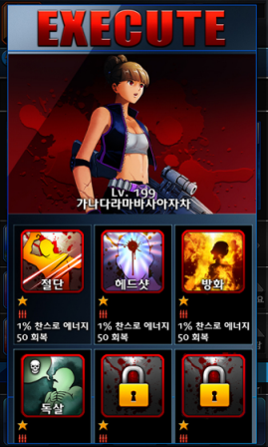 EXECUTE
Lv. 199
가나다라마바사아자차
절단
헤드샷
방화
1% 찬스로 에너지
50 회복
1% 찬스로 에너지
50 회복
1% 찬스로 에너지
50 회복
독살